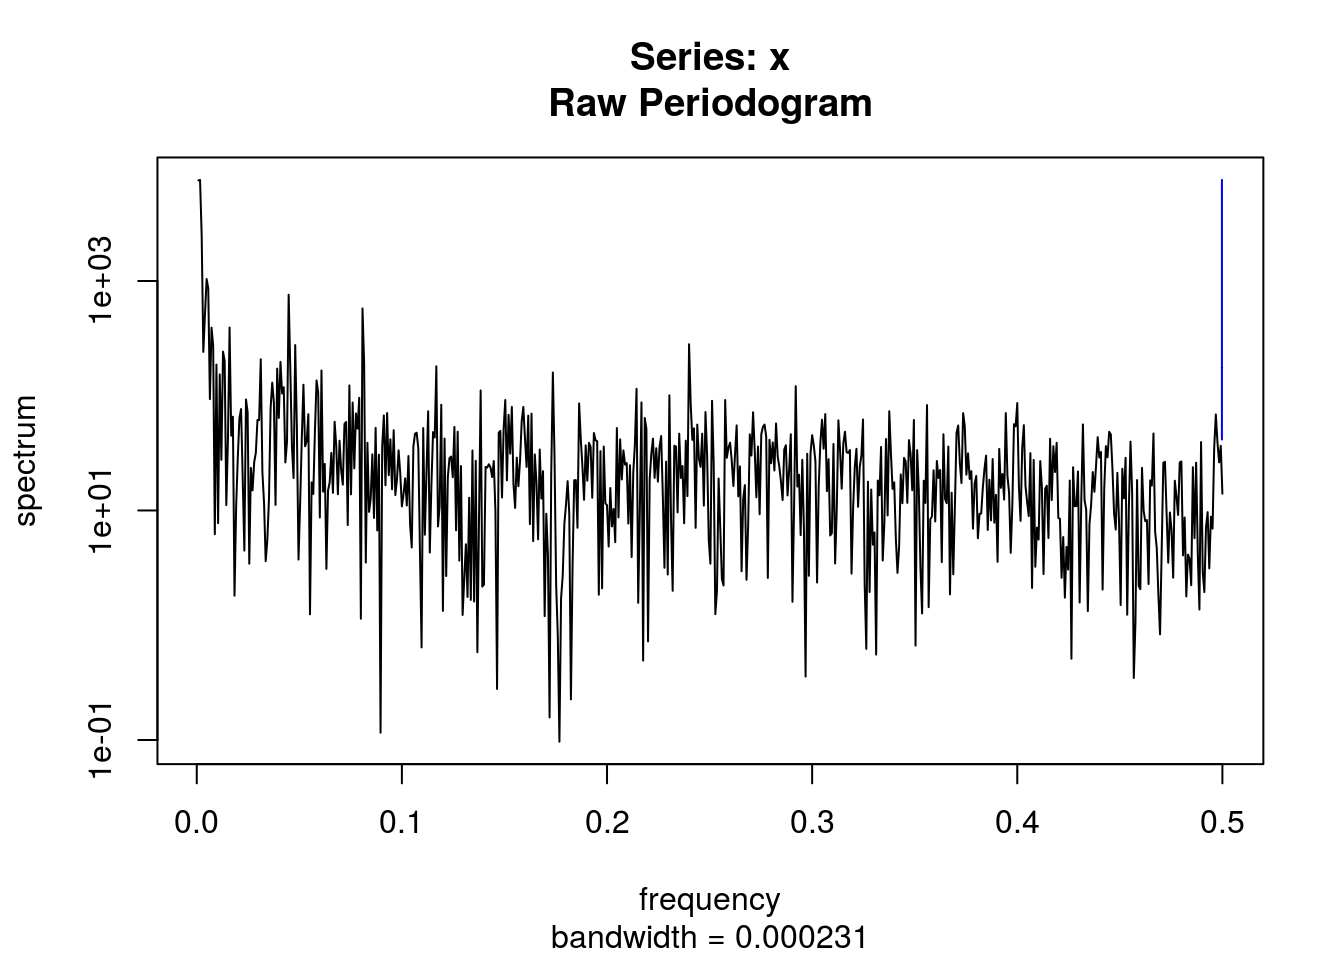 Series: x
Raw Periodogram
spectrum
1e+03
1e+01
1e-01
0.0 0.1 0.2 0.3 0.4 0.5
frequency
bandwidth = 0.000231